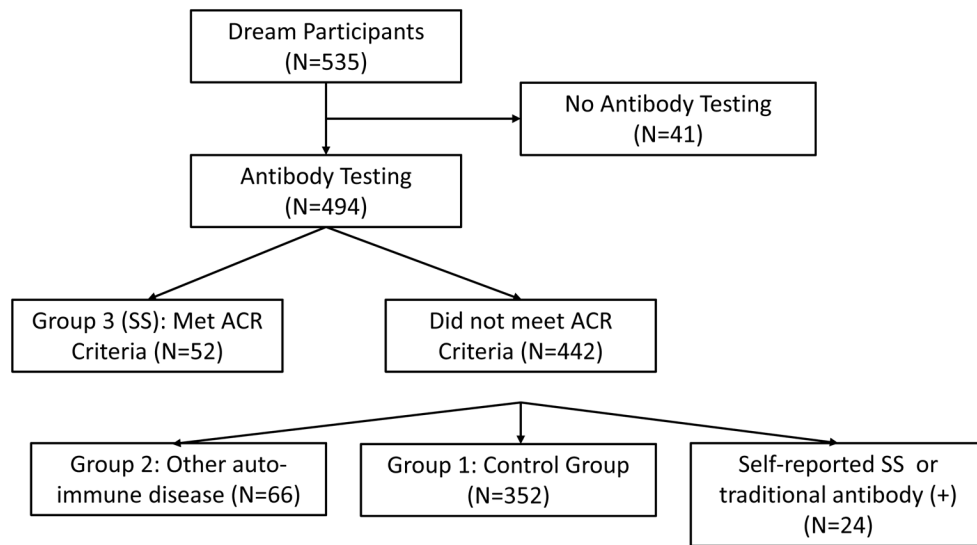 Dream Participants
(N=535)
No Antibody Testing
(N=41)
Antibody Testing
(N=494)
Group 3 (SS): Met ACR
Criteria (N=52)
Did not meet ACR
Criteria (N=442)
Group 2: Other auto-
immune disease (N=66)
Group 1: Control Group
(N=352)
Self-reported SS or
traditional antibody (+)
(N=24)